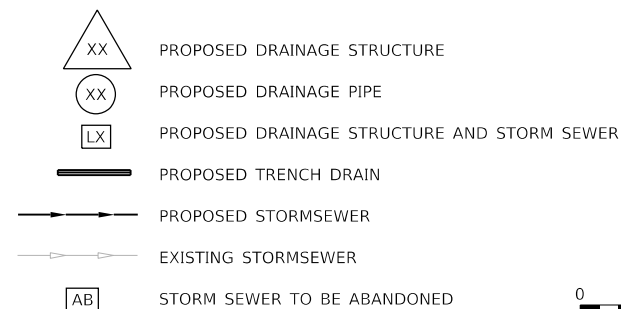 XX PROPOSED DRAINAGE STRUCTURE
XX PROPOSED DRAINAGE PIPE
LX PROPOSED DRAINAGE STRUCTURE AND STORM SEWER
PROPOSED TRENCH DRAIN
PROPOSED STORMSEWER
EXISTING STORMSEWER
AB STORM SEWER TO BE ABANDONED
0